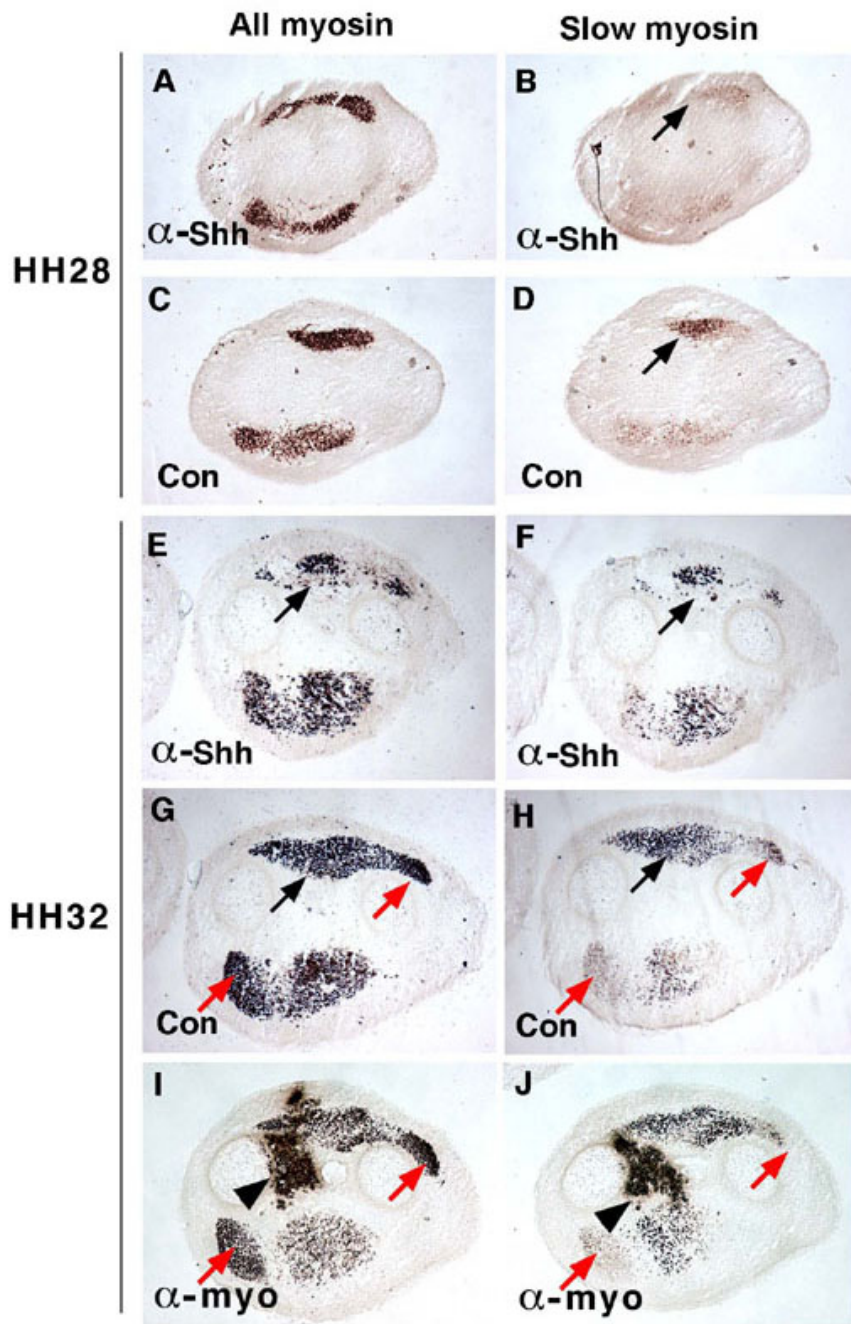 All myosin Slow myosin
A B
α-Shh α-Shh
HH28
C D
Con Con
E F
α-Shh α-Shh
G H
HH32
Con Con
I J
α-myo α-myo